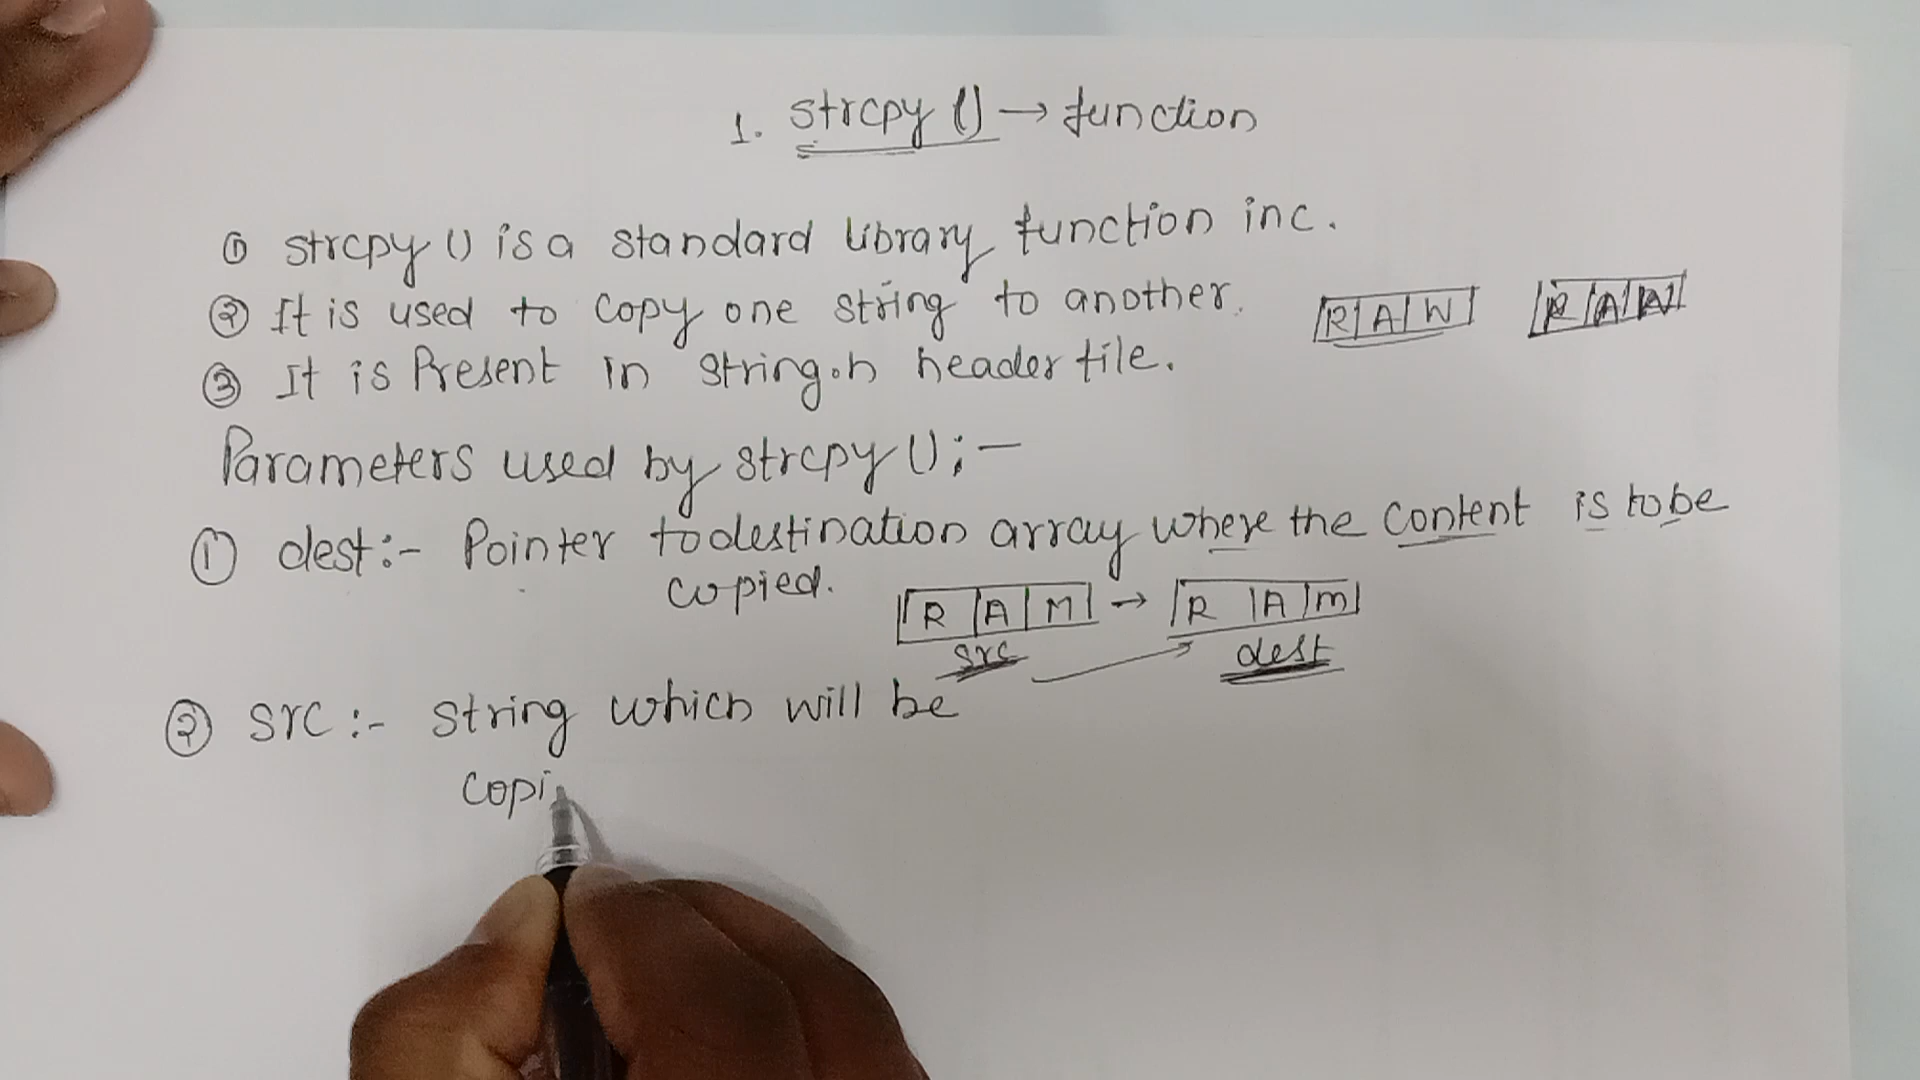 1. strcpy () → function
① strcpy () is a standard library function in c.
② It is used to copy one string to another. R A W R A W
③ It is Present in string.h header file.
Parameters used by strcpy () ; -
① dest :- Pointer to destination array where the content is to be
copied. R A M → R A M
src dest
② src :- string which will be
copi